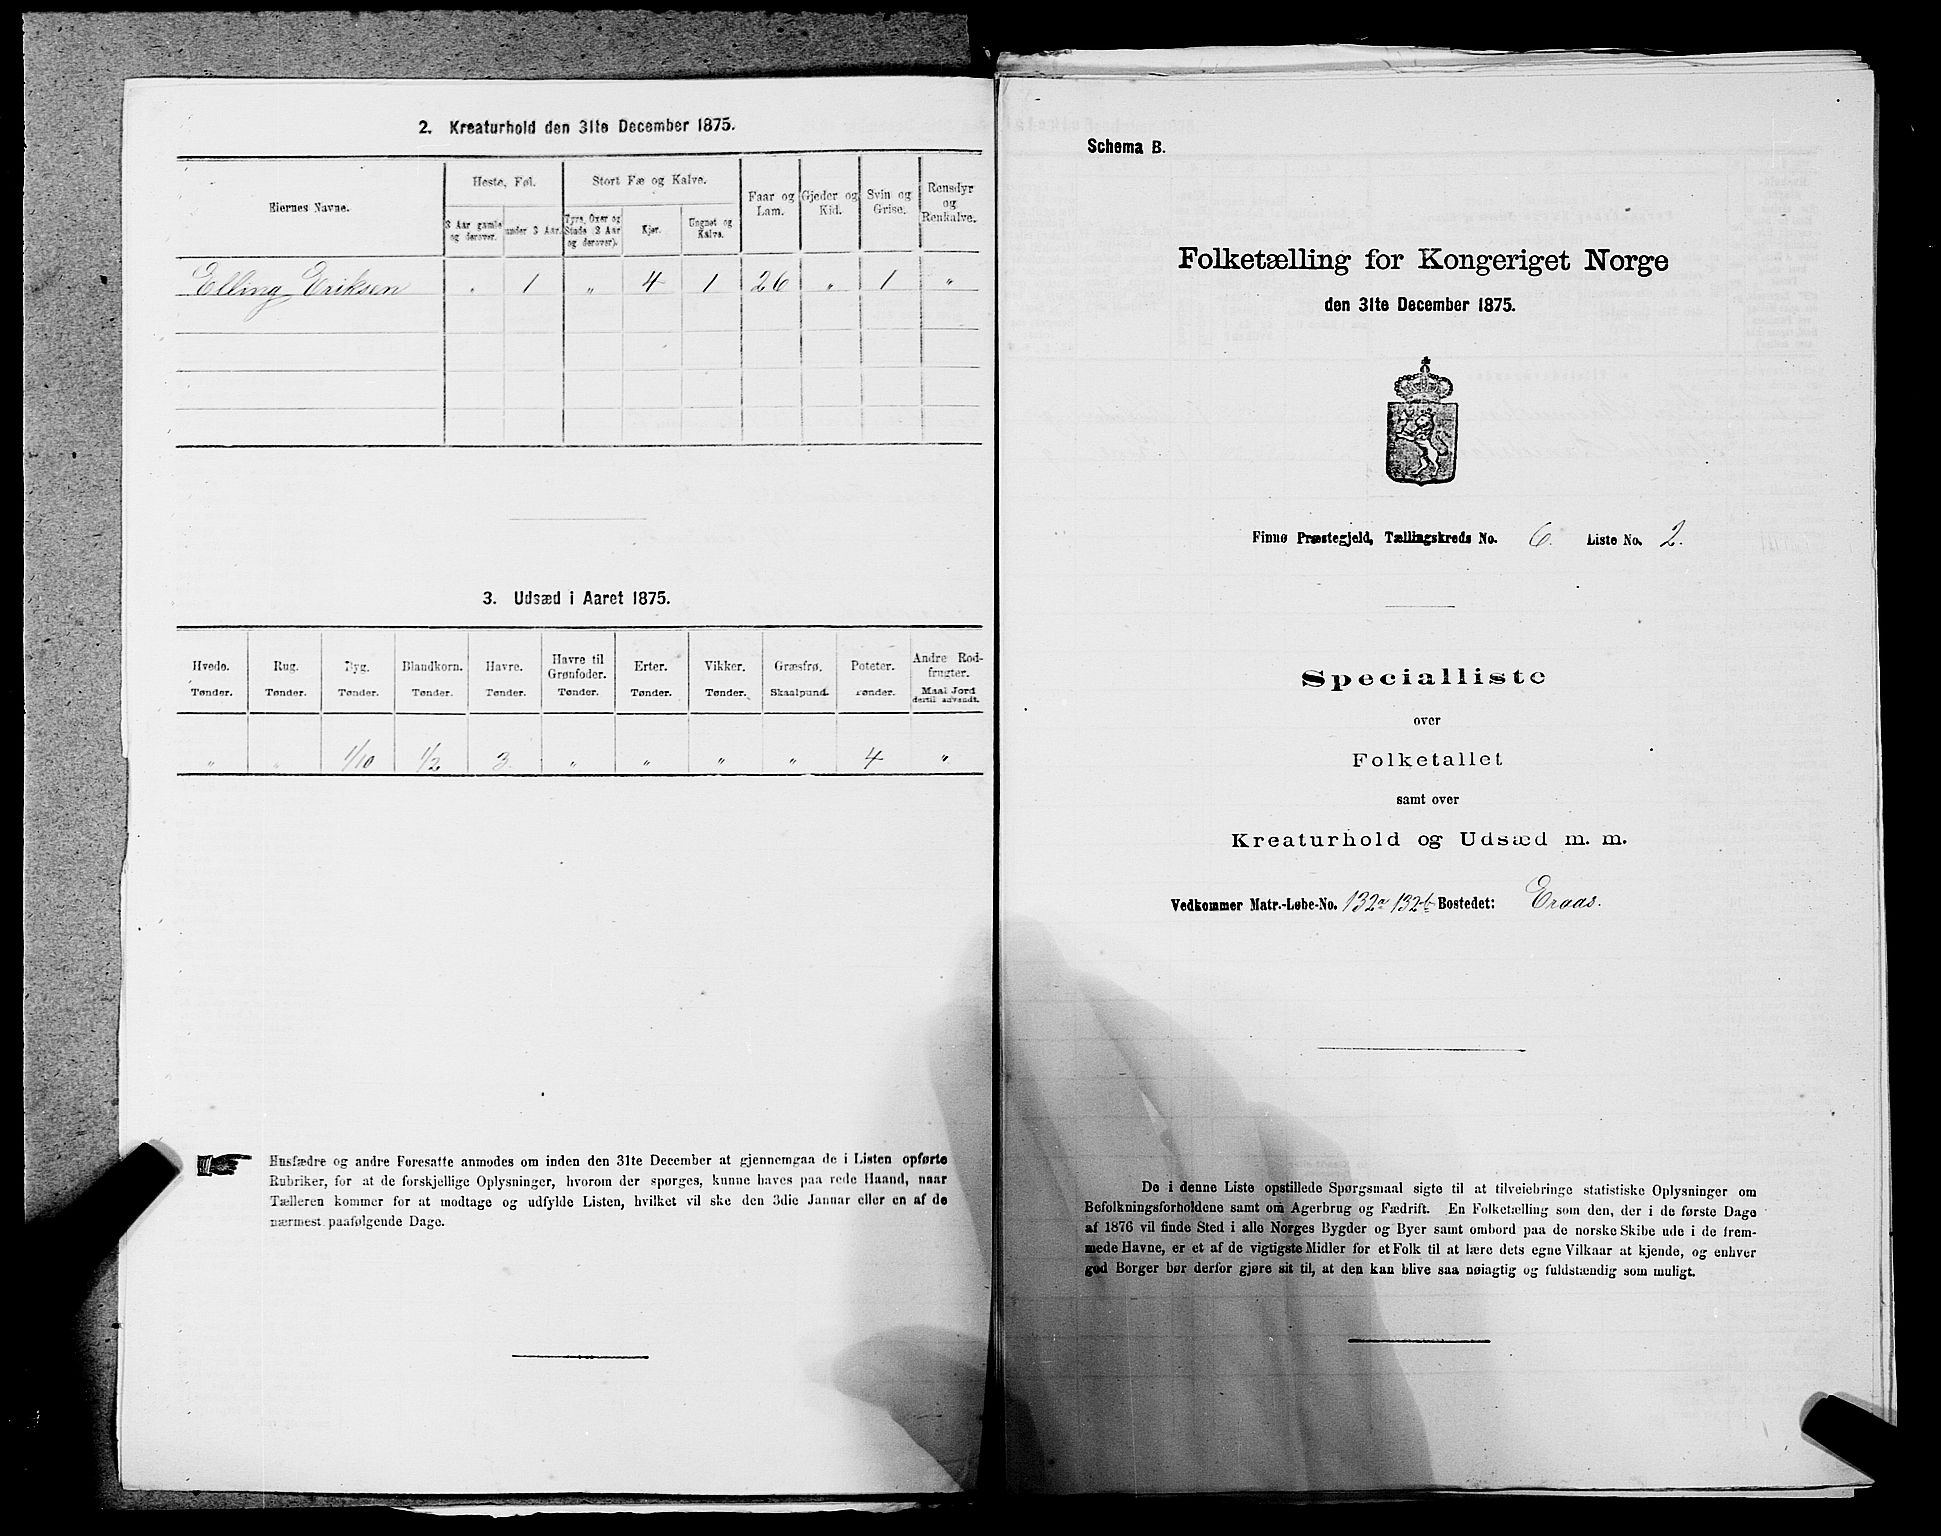 2. Kreaturhold den 31te December 1875.
Eiernes Navne.
Heste, Føl.
Stort Fæ og Kalve.
Faar og Lam.
Gjeder og Kid.
Svin og Grise.
Rensdyr og Renkalve.
3 Aar gamle og derover.
under 3 Aar.
Tyre, Oxer og Stude (3 Aar og derover).
Kjør.
Ungnøt og Kalve.
Elling Eriksen " 1 " 4 1 26 " 1 "
3. Udsæd i Aaret 1875.
Hvede. Rug. Byg. Blandkorn. Havre. Havre til Grønfoder. Erter. Vikker. Græsfrø. Poteter. Andre Rodfrugter.
Tønder. Tønder. Tønder. Tønder. Tønder. Tønder. Tønder. Tønder. Skaalpund. Tønder. Maal Jord dertil anvendt.
" " 1/10 1/2 3. " " " " 4 "
Husfædre og andre Foresatte anmodes om inden den 31te December at gjennemgaa de i Listen opførte
Rubriker, for at de forskjellige Oplysninger, hvorom der spørges, kunne haves paa rede Haand, naar
Tælleren kommer for at modtage og udfylde Listen, hvilket vil ske den 3die Januar eller en af de
nærmest paafølgende Dage.
Schema B.
Folketælling for Kongeriget Norge
den 31te December 1875.
Finnø Præstegjeld, Tællingskreds No. 6. Liste No. 2.
Specialliste
over
Folketallet
samt over
Kreaturhold og Udsæd m. m.
Vedkommer Matr.-Løbe-No. 132a 132b Bostedet: Eraas.
De i denne Liste opstillede Spørgsmaal sigte til at tilveiebringe statistiske Oplysninger om
Befolkningsforholdene samt om Agerbrug og Fædrift. En Folketælling som den, der i de første Dage
af 1876 vil finde Sted i alle Norges Bygder og Byer samt ombord paa de norske Skibe ude i de frem-
mede Havne, er et af de vigtigste Midler for et Folk til at lære dets egne Vilkaar at kjende, og enhver
god Borger bør derfor gjøre sit til, at den kan blive saa nøiagtig og fuldstændig som muligt.